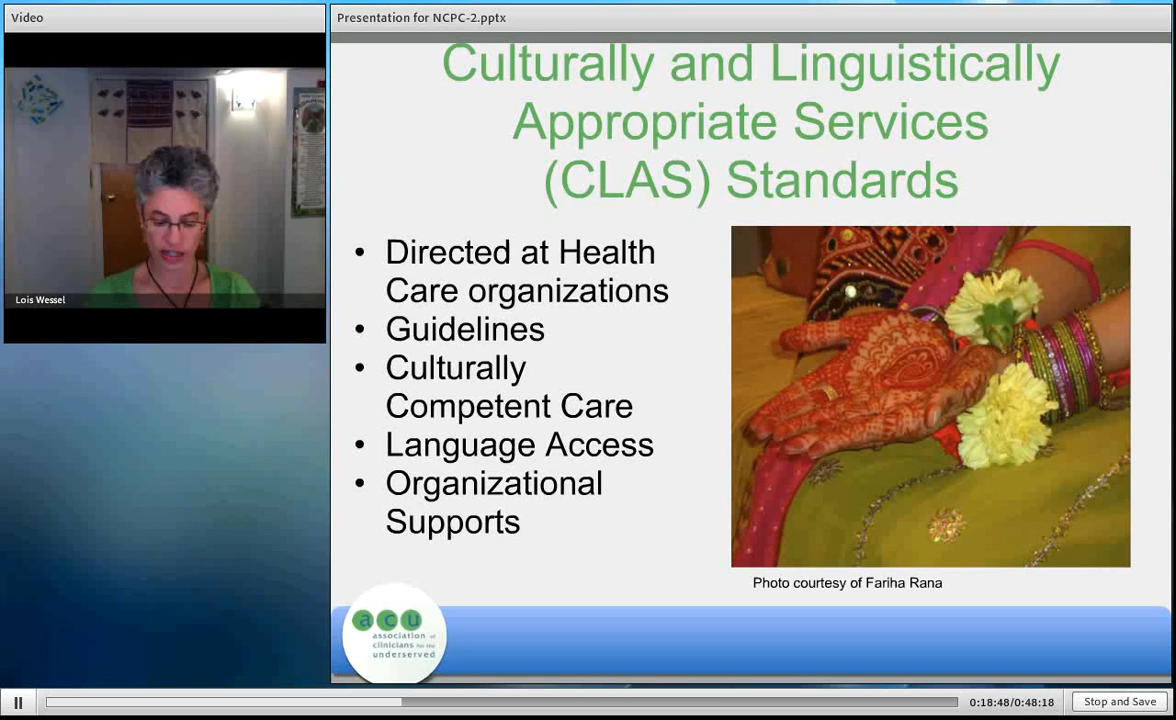 Video
Lois Wessel
Presentation for NCPC-2.pptx
Culturally and Linguistically
Appropriate Services
(CLAS) Standards
• Directed at Health
Care organizations
• Guidelines
• Culturally
Competent Care
• Language Access
• Organizational
Supports
Photo courtesy of Fariha Rana
acu
association of
clinicians for the
underserved
0:18:48/0:48:18
Stop and Save